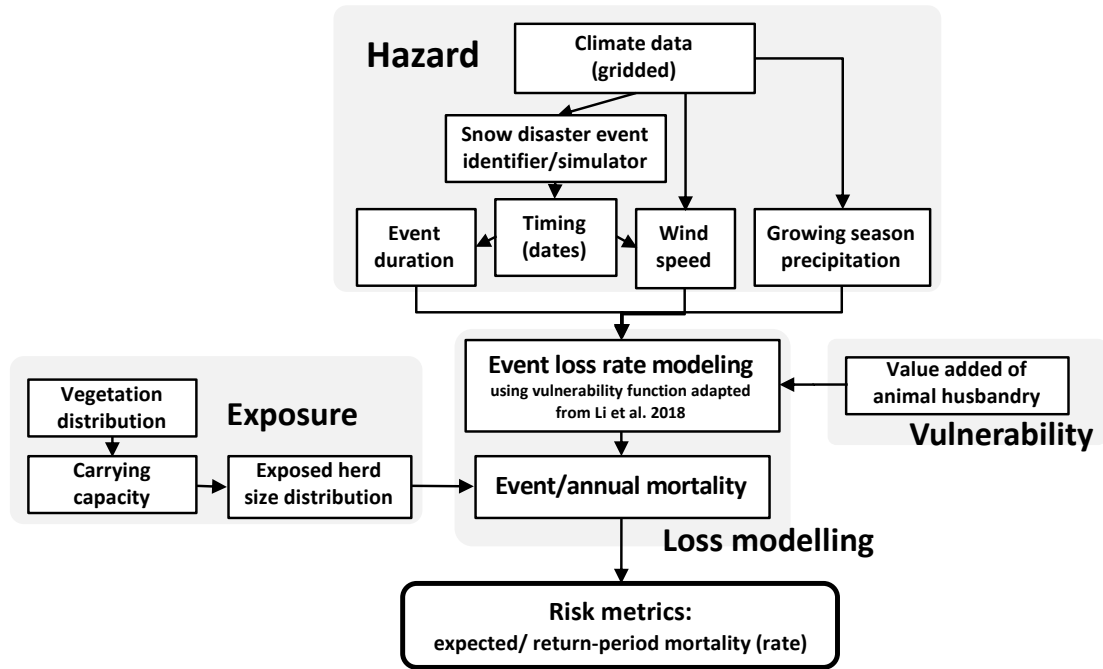 Hazard
Climate data
(gridded)
Snow disaster event
identifier/simulator
Event
duration
Timing
(dates)
Wind
speed
Growing season
precipitation
Event loss rate modeling
using vulnerability function adapted
from Li et al. 2018
Value added of
animal husbandry
Vulnerability
Vegetation
distribution
Exposure
Carrying
capacity
Exposed herd
size distribution
Event/annual mortality
Loss modelling
Risk metrics:
expected/ return-period mortality (rate)